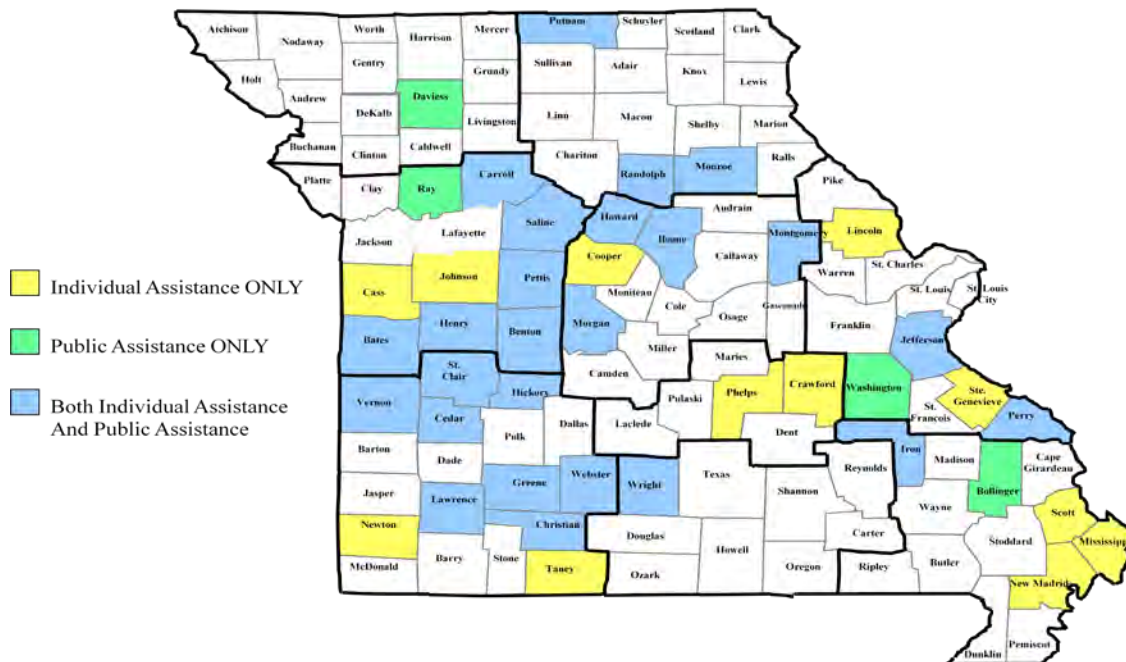 Atchison
Nodaway
Worth
Harrison
Mercer
Putnam
Schuyler
Scotland
Clark
Gentry
Holt
Andrew
DeKalb
Daviess
Grundy
Sullivan
Adair
Knox
Lewis
Livingston
Linn
Macon
Shelby
Marion
Buchanan
Clinton
Caldwell
Chariton
Randolph
Monroe
Ralls
Platte
Clay
Ray
Carroll
Pike
Saline
Howard
Audrain
Jackson
Lafayette
Boone
Montgomery
Lincoln
Cooper
Callaway
Warren
St. Charles
Individual Assistance ONLY
Cass
Johnson
Pettis
Moniteau
Cole
Osage
Gasconade
St. Louis
St. Louis
City
Public Assistance ONLY
Bates
Henry
Benton
Morgan
Miller
Franklin
Jefferson
Both Individual Assistance
And Public Assistance
Vernon
St.
Clair
Hickory
Camden
Maries
Phelps
Crawford
Washington
St.
Francois
Ste.
Genevieve
Perry
Cedar
Polk
Dallas
Laclede
Pulaski
Dent
Iron
Madison
Cape
Girardeau
Barton
Dade
Greene
Webster
Wright
Texas
Reynolds
Bollinger
Jasper
Lawrence
Christian
Shannon
Wayne
Scott
Newton
Douglas
Carter
Stoddard
Mississippi
McDonald
Barry
Stone
Taney
Ozark
Howell
Oregon
Ripley
Butler
New Madrid
Dunklin
Pemiscot